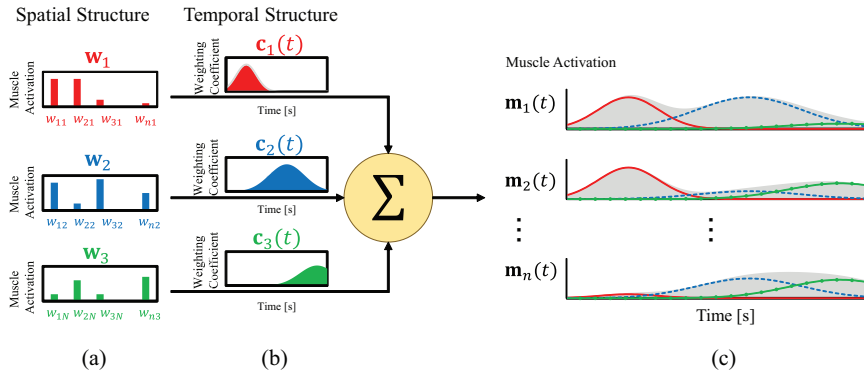 Spatial Structure
Temporal Structure
w₁
Muscle
Activation
w₁₁ w₂₁ w₃₁ wₙ₁
c₁(t)
Weighting
Coefficient
Time [s]
w₂
Muscle
Activation
w₁₂ w₂₂ w₃₂ wₙ₂
c₂(t)
Weighting
Coefficient
Time [s]
w₃
Muscle
Activation
w₁N w₂N w₃N wₙ₃
c₃(t)
Weighting
Coefficient
Time [s]
Σ
Muscle Activation
m₁(t)
m₂(t)
⋮ ⋮
mₙ(t)
Time [s]
(a) (b) (c)